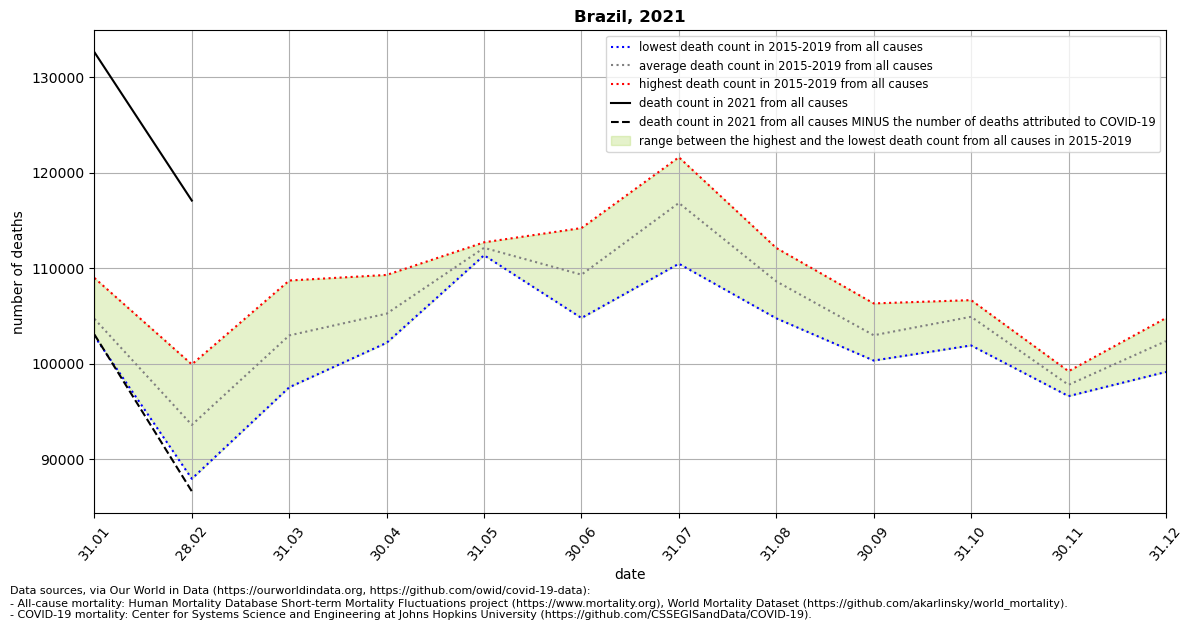 Brazil, 2021
lowest death count in 2015-2019 from all causes
average death count in 2015-2019 from all causes
highest death count in 2015-2019 from all causes
death count in 2021 from all causes
death count in 2021 from all causes MINUS the number of deaths attributed to COVID-19
range between the highest and the lowest death count from all causes in 2015-2019
number of deaths
130000
120000
110000
100000
90000
31.01
28.02
31.03
30.04
31.05
30.06
31.07
31.08
30.09
31.10
30.11
31.12
date
Data sources, via Our World in Data (https://ourworldindata.org, https://github.com/owid/covid-19-data):
- All-cause mortality: Human Mortality Database Short-term Mortality Fluctuations project (https://www.mortality.org), World Mortality Dataset (https://github.com/akarlinsky/world_mortality).
- COVID-19 mortality: Center for Systems Science and Engineering at Johns Hopkins University (https://github.com/CSSEGISandData/COVID-19).